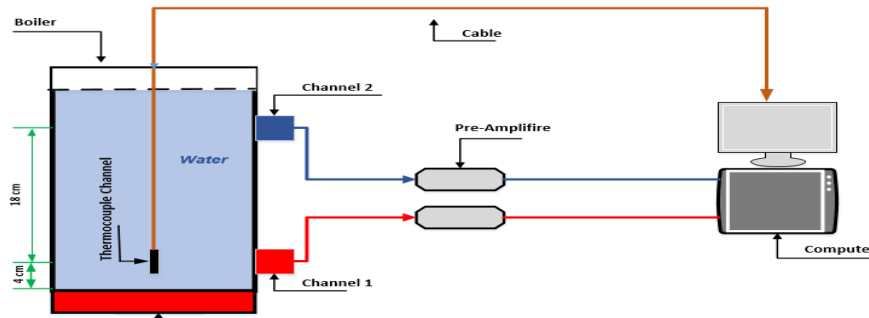 Boiler
Cable
Channel 2
Pre-Amplifire
Water
Thermocouple Channel
18 cm
4 cm
Channel 1
Compute